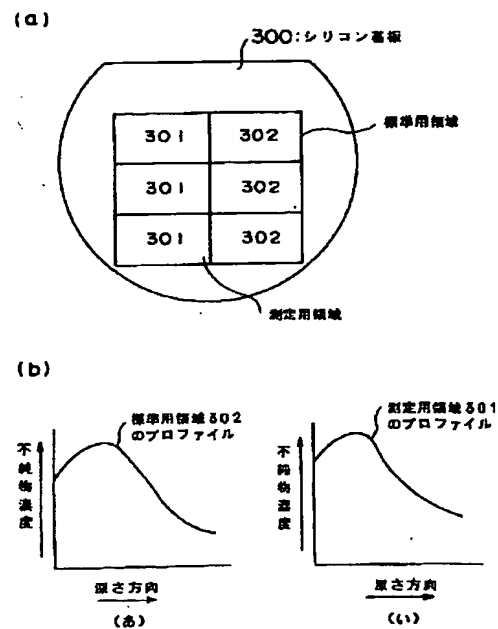 (a)
300:シリコン基板
301 302 標準用領域
301 302
301 302
測定用領域
(b)
標準用領域302
のプロファイル
不純物濃度
深さ方向
(あ)
測定用領域301
のプロファイル
不純物濃度
深さ方向
(い)